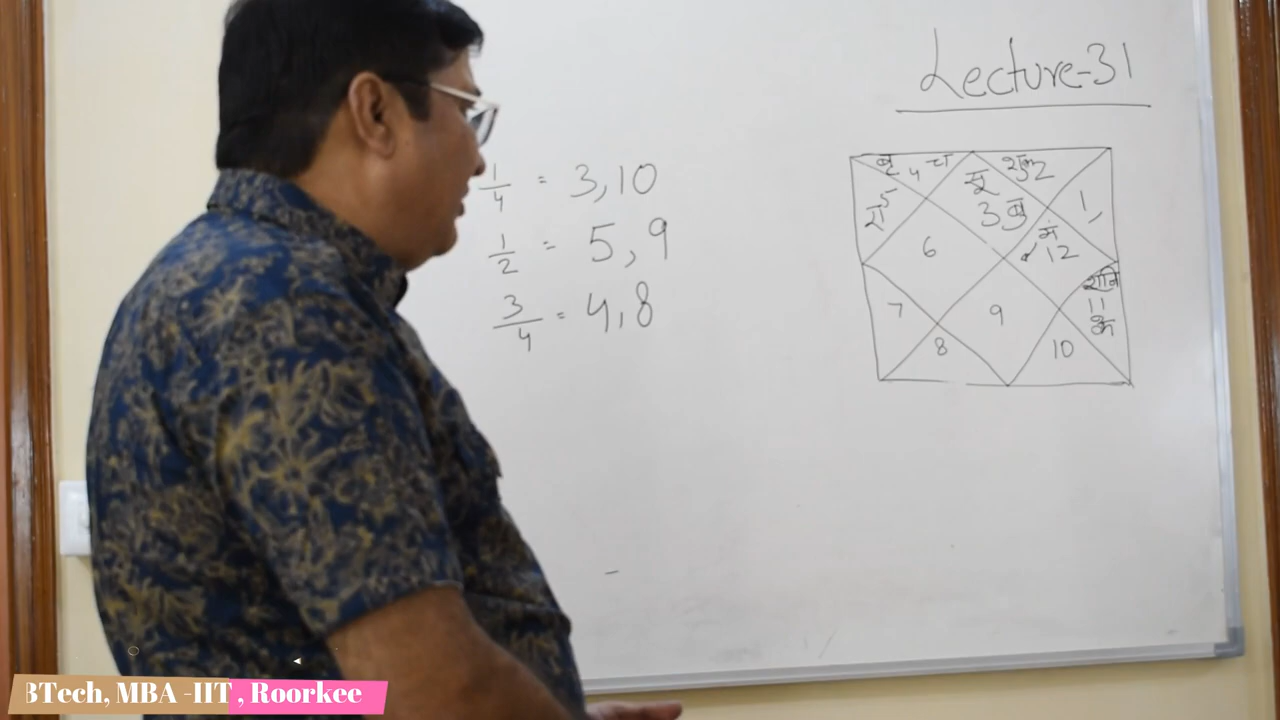 Lecture-31
1/4 = 3,10
1/2 = 5,9
3/4 = 4,8
बृ 4 चं
शुक्र 2
सू
3 बु
5
रा
1,
6
मं
12
शनि
11
के
7
9
8
10
BTech, MBA -IIT, Roorkee